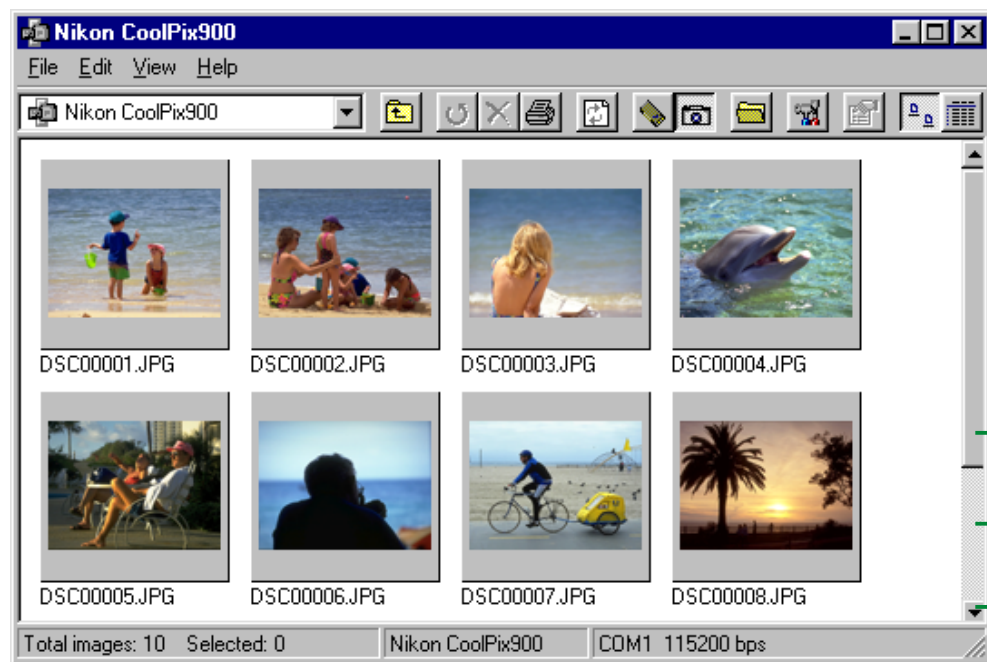 Nikon CoolPix900
File Edit View Help
Nikon CoolPix900
DSC00001.JPG DSC00002.JPG DSC00003.JPG DSC00004.JPG
DSC00005.JPG DSC00006.JPG DSC00007.JPG DSC00008.JPG
Total images: 10 Selected: 0 Nikon CoolPix900 COM1 115200 bps